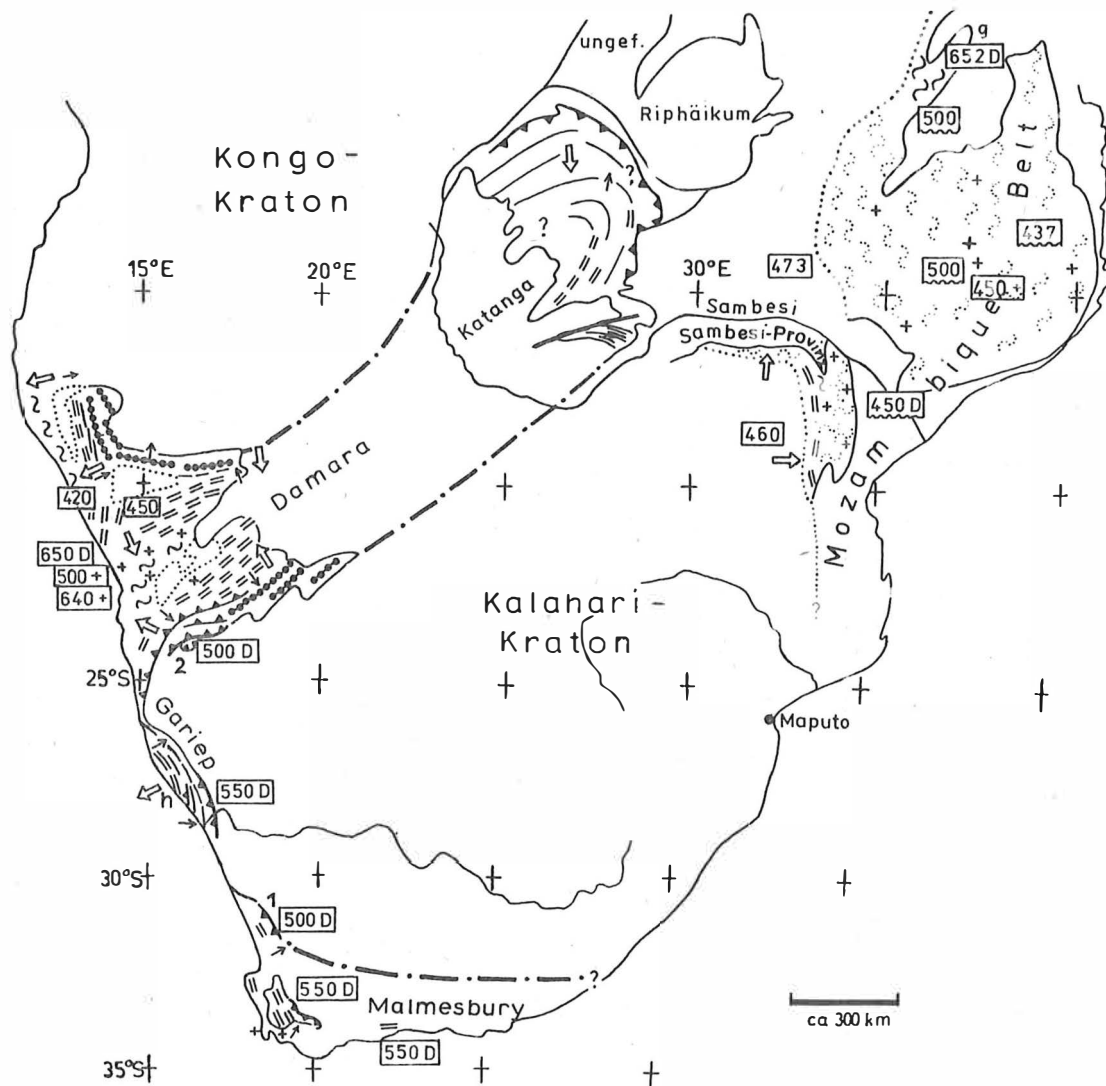 ungef.
g
652 D
Riphäikum
500
Kongo-
Kraton
Belt
?
?
437
15°E
20°E
30°E
473
500
450 +
Katanga
Sambesi
Sambesi-Provinz
Mozambique
450 D
460
Damara
420
450
650 D
500 +
640 +
?
Kalahari-
Kraton
2
500 D
25°S
Maputo
Gariep
h
550 D
30°S
1
500 D
?
550 D
Malmesbury
550 D
ca 300 km
35°S